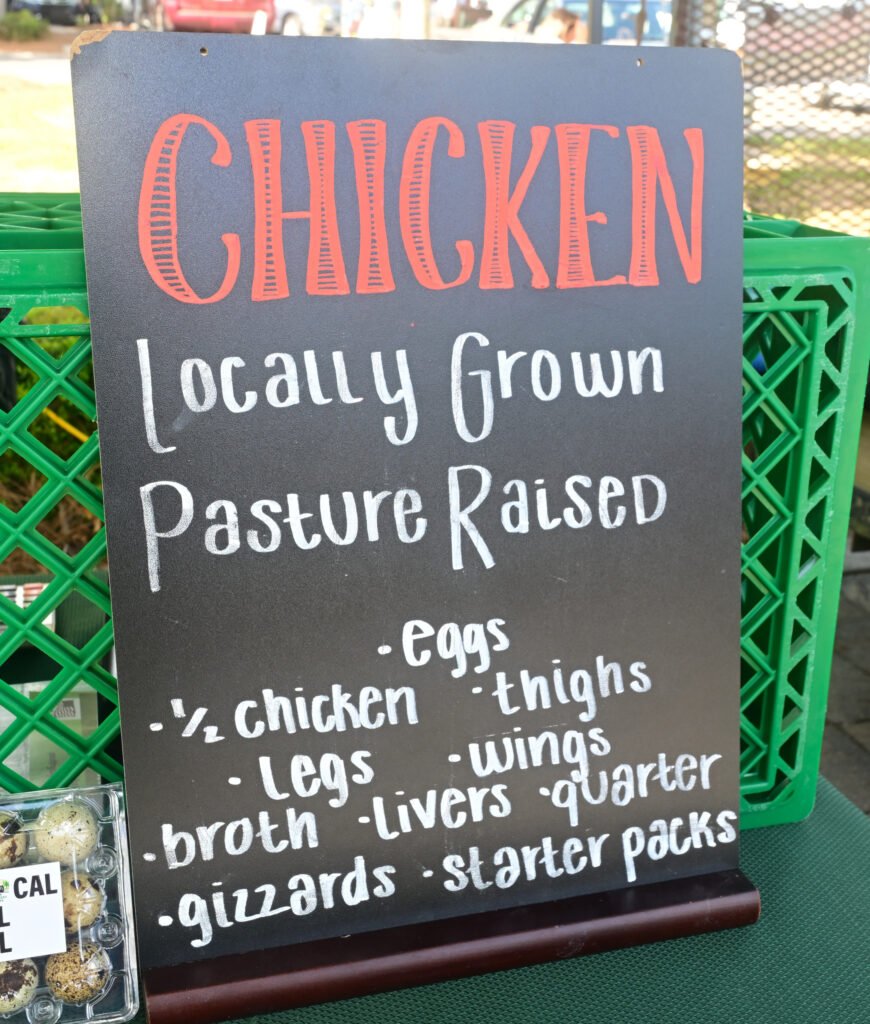 CHICKEN
Locally Grown
Pasture Raised
·eggs
·½ chicken ·thighs
·Legs ·wings
·broth ·Livers ·quarter
·gizzards ·starter packs
CAL
L
L